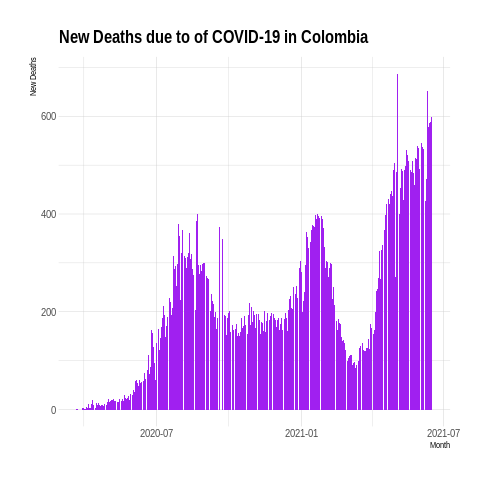 New Deaths due to of COVID-19 in Colombia
New Deaths
600
400
200
0
2020-07
2021-01
2021-07
Month